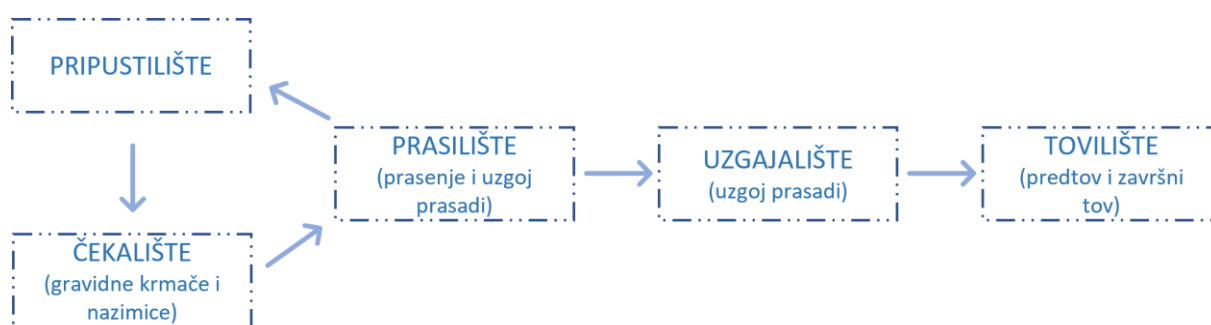 PRIPUSTILIŠTE
ČEKALIŠTE
(gravidne krmače i
nazimice)
PRASILIŠTE
(prasenje i uzgoj
prasadi)
UZGAJALIŠTE
(uzgoj prasadi)
TOVILIŠTE
(predtov i završni
tov)